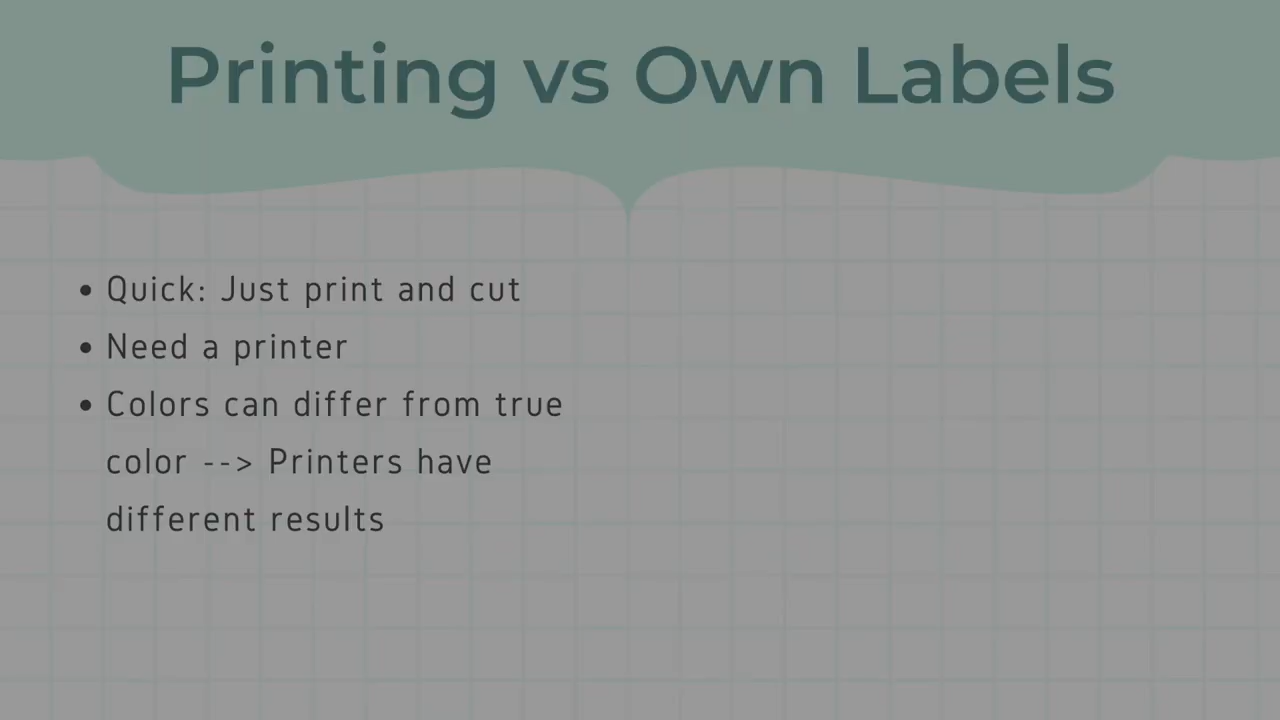 Printing vs Own Labels
• Quick: Just print and cut
• Need a printer
• Colors can differ from true
color --> Printers have
different results